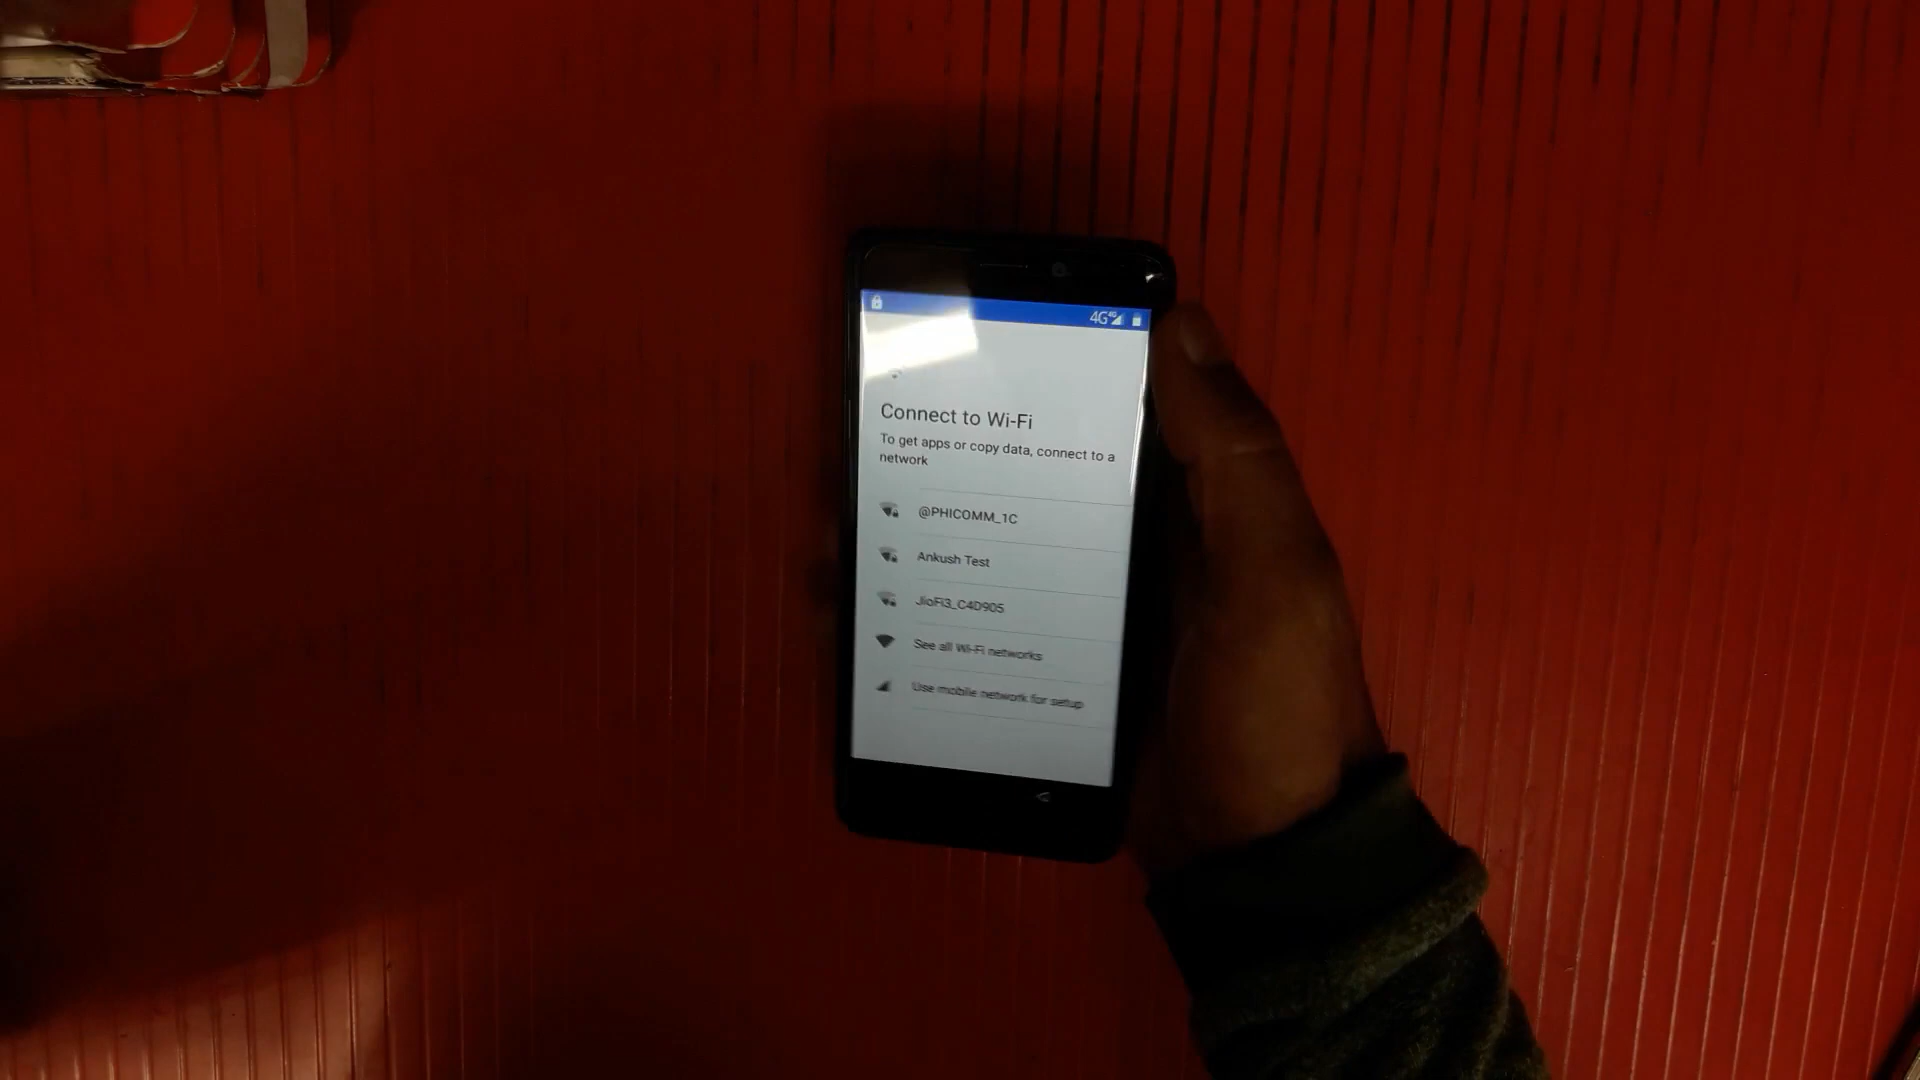 4G 4G
Connect to Wi-Fi
To get apps or copy data, connect to a
network
@PHICOMM_1C
Ankush Test
JioFi3_C4D905
See all Wi-Fi networks
Use mobile network for setup